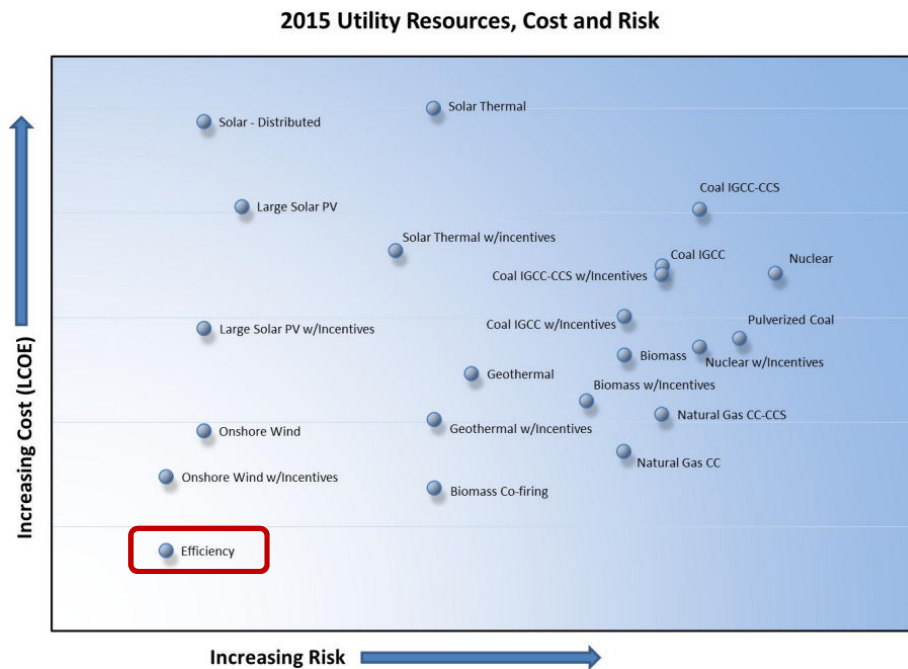 2015 Utility Resources, Cost and Risk
Solar Thermal
Solar - Distributed
Coal IGCC-CCS
Large Solar PV
Solar Thermal w/incentives
Coal IGCC
Nuclear
Coal IGCC-CCS w/Incentives
Pulverized Coal
Coal IGCC w/Incentives
Large Solar PV w/Incentives
Biomass
Nuclear w/Incentives
Geothermal
Biomass w/Incentives
Natural Gas CC-CCS
Geothermal w/Incentives
Onshore Wind
Natural Gas CC
Onshore Wind w/Incentives
Biomass Co-firing
Efficiency
Increasing Cost (LCOE)
Increasing Risk